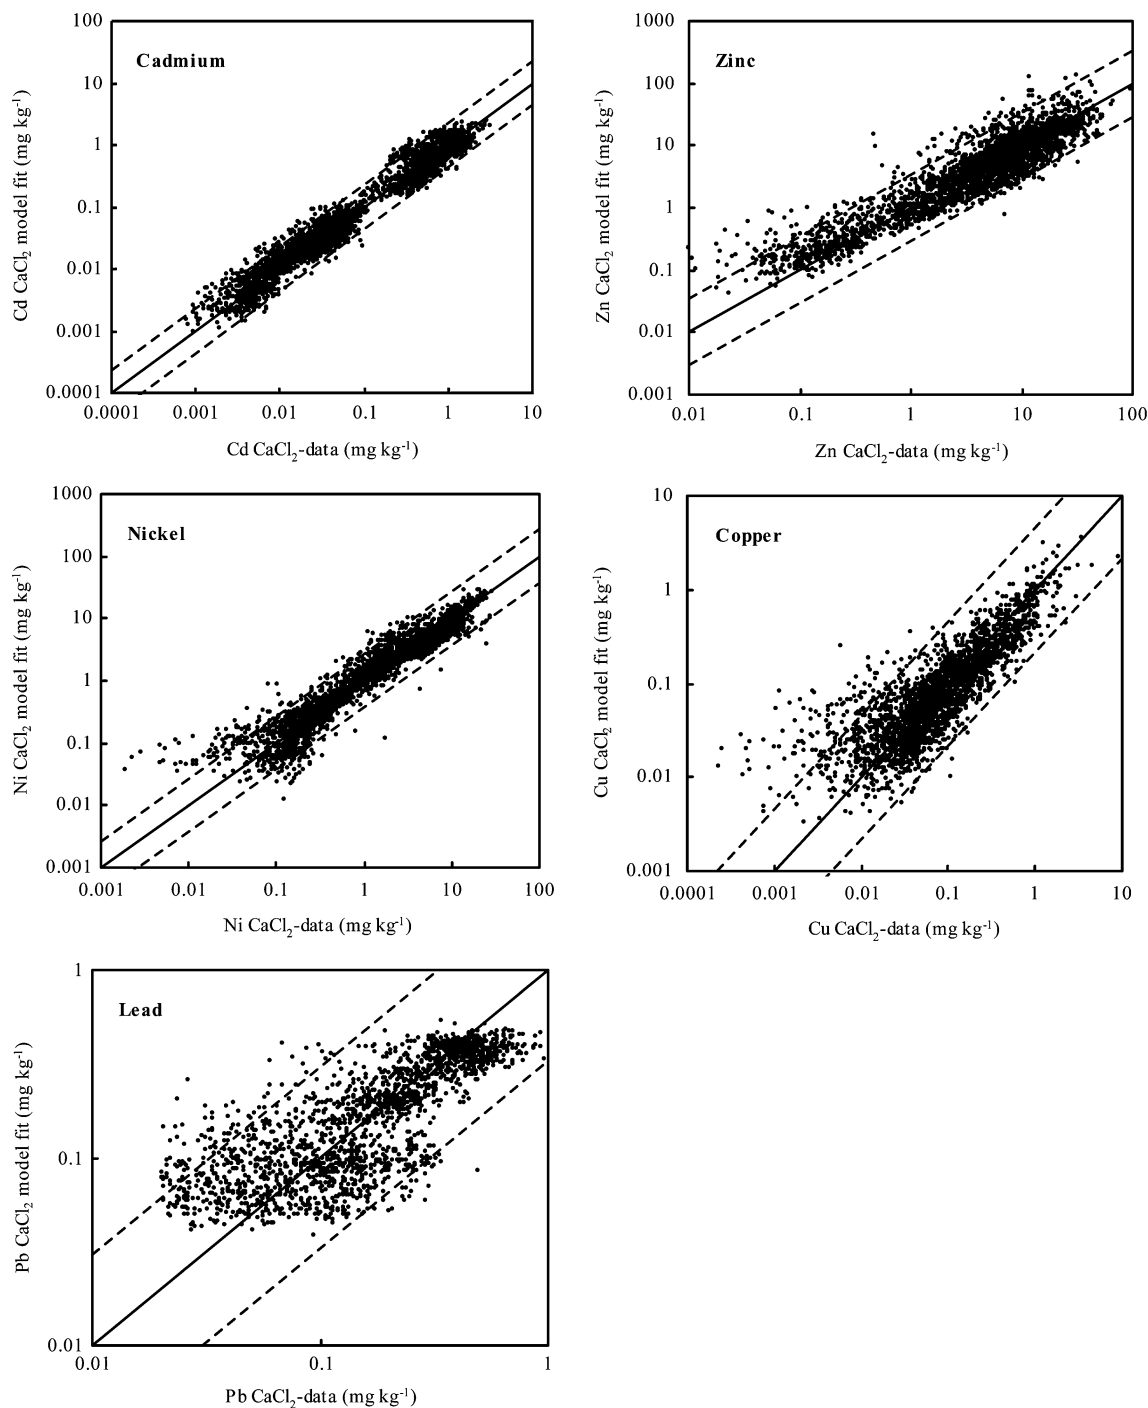 Cadmium
100
10
1
0.1
0.01
0.001
0.0001
0.0001 0.001 0.01 0.1 1 10
Cd CaCl2 model fit (mg kg-1)
Cd CaCl2-data (mg kg-1)
Zinc
1000
100
10
1
0.1
0.01
0.001
0.01 0.1 1 10 100
Zn CaCl2 model fit (mg kg-1)
Zn CaCl2-data (mg kg-1)
Nickel
1000
100
10
1
0.1
0.01
0.001
0.001 0.01 0.1 1 10 100
Ni CaCl2 model fit (mg kg-1)
Ni CaCl2-data (mg kg-1)
Copper
10
1
0.1
0.01
0.001
0.0001 0.001 0.01 0.1 1 10
Cu CaCl2 model fit (mg kg-1)
Cu CaCl2-data (mg kg-1)
Lead
1
0.1
0.01
0.01 0.1 1
Pb CaCl2 model fit (mg kg-1)
Pb CaCl2-data (mg kg-1)